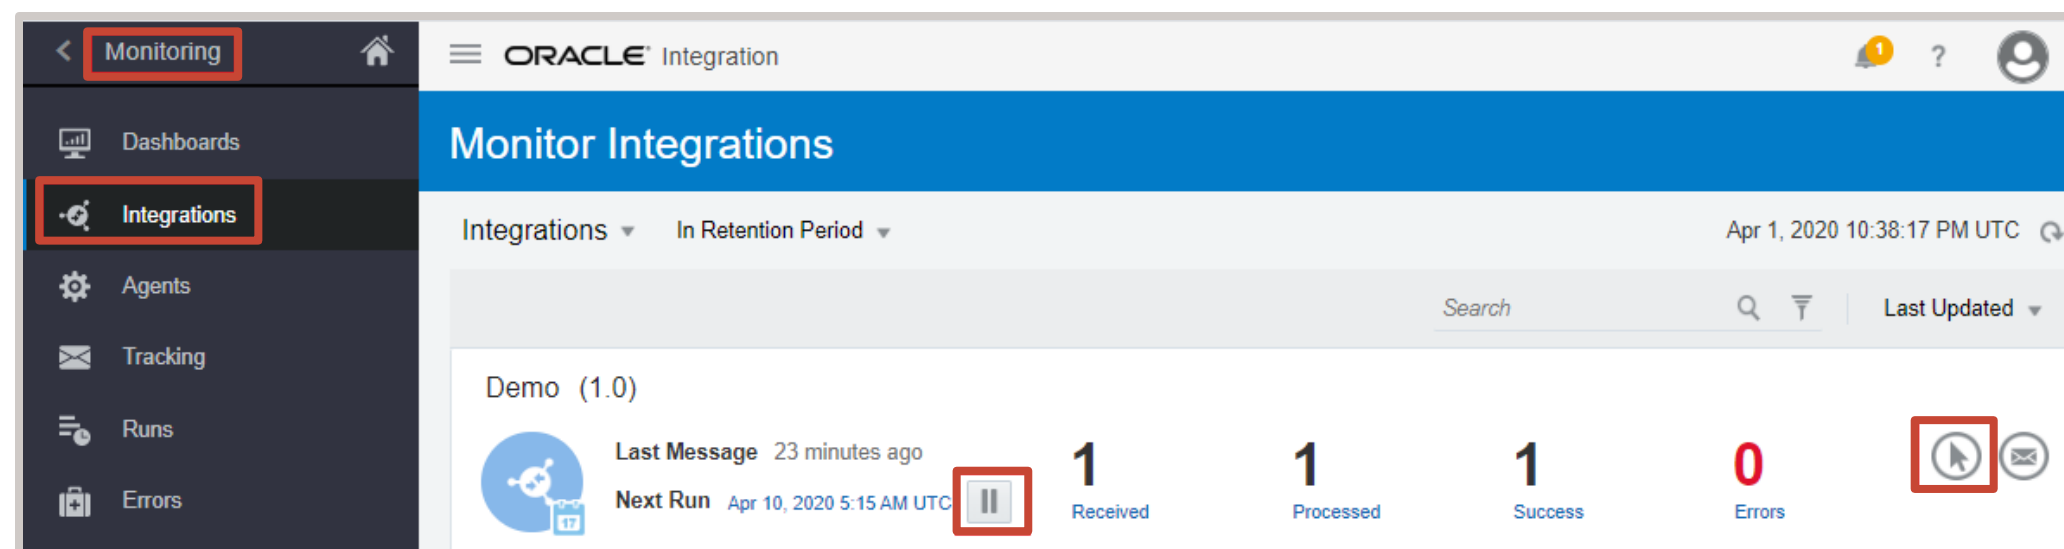 Monitoring
ORACLE Integration
1
?
Dashboards
Monitor Integrations
Integrations
Integrations
In Retention Period
Apr 1, 2020 10:38:17 PM UTC
Agents
Search
Last Updated
Tracking
Demo (1.0)
Runs
Last Message 23 minutes ago
1
1
1
0
Errors
Next Run Apr 10, 2020 5:15 AM UTC
17
Received
Processed
Success
Errors